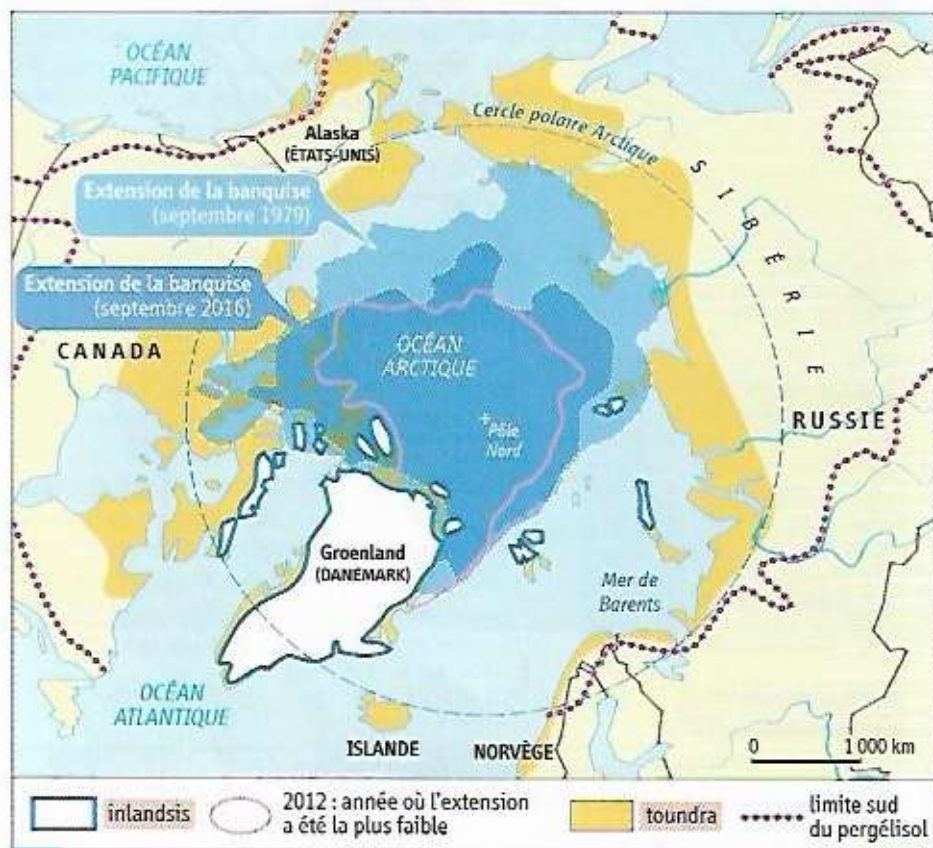 OCÉAN
PACIFIQUE
Alaska
(ÉTATS-UNIS)
Cercle polaire Arctique
SIBÉRIE
Extension de la banquise
(septembre 1979)
Extension de la banquise
(septembre 2016)
CANADA
OCÉAN
ARCTIQUE
RUSSIE
Pôle
Nord
Groenland
(DANEMARK)
Mer de
Barents
OCÉAN
ATLANTIQUE
ISLANDE
NORVÈGE
0 1 000 km
inlandsis
2012 : année où l'extension
a été la plus faible
toundra
limite sud
du pergélisol